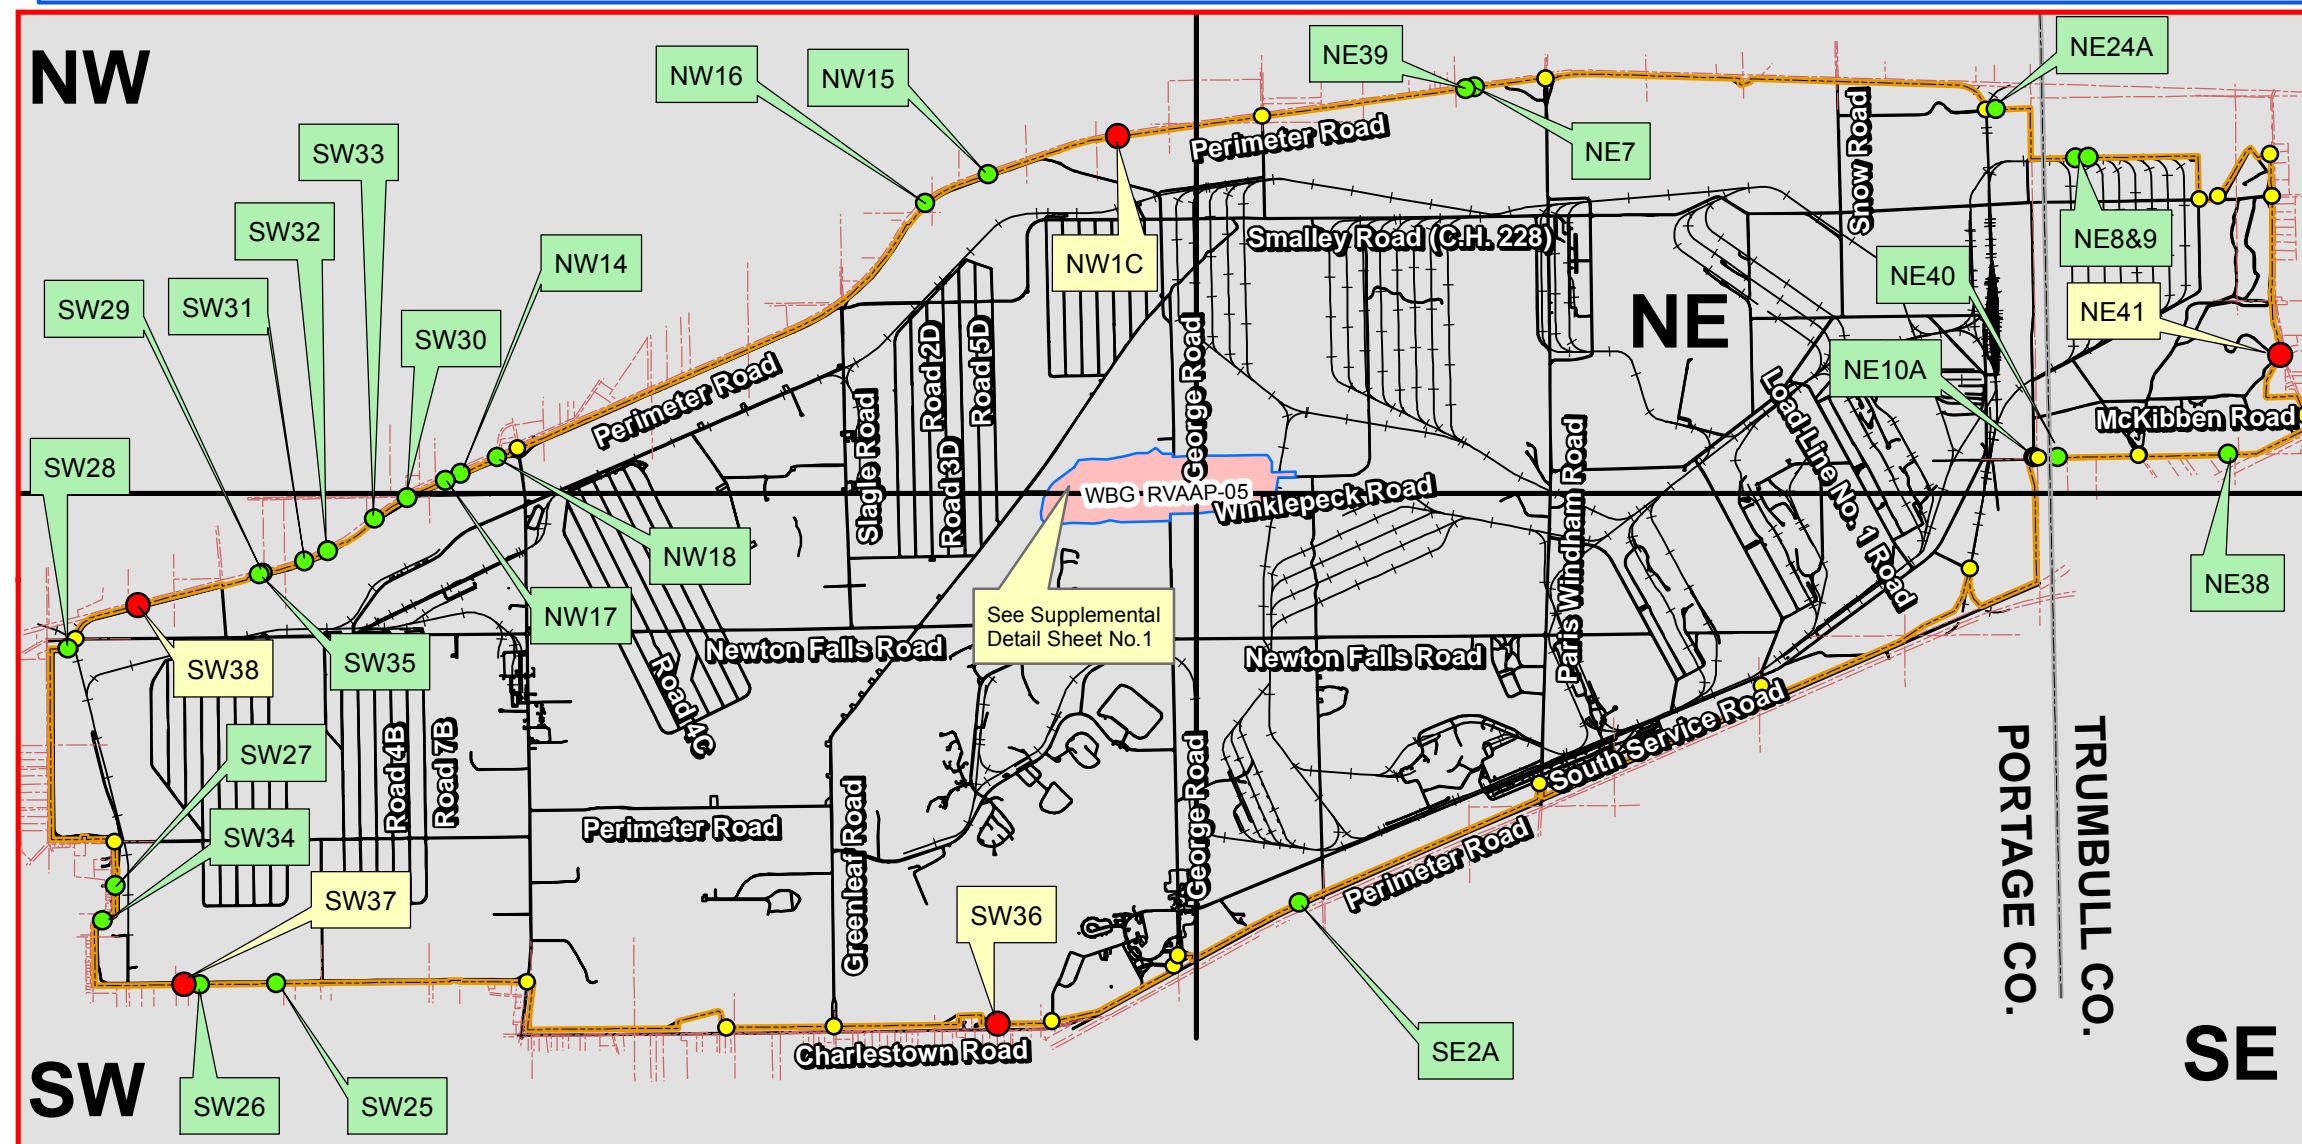 NW
NW16
NW15
NE39
NE24A
SW33
NE7
Perimeter Road
Snow Road
SW32
NW14
NW1C
Smalley Road (C.H. 228)
NE8&9
SW29
SW31
NE40
SW30
NE
NE41
Road 2D
Road 5D
George Road
NE10A
Perimeter Road
Slagle Road
Road 3D
Load Line No. 1 Road
McKibben Road
SW28
Paris Windham Road
WBG RVAAP-05
Winklepeck Road
NW18
NE38
NW17
See Supplemental
Detail Sheet No.1
SW38
SW35
Newton Falls Road
Newton Falls Road
Road 4C
SW27
Road 4B
Road 7B
South Service Road
TRUMBULL CO.
PORTAGE CO.
SW34
Perimeter Road
Greenleaf Road
George Road
Perimeter Road
SW37
SW36
SE2A
Charlestown Road
SW
SW26
SW25
SE